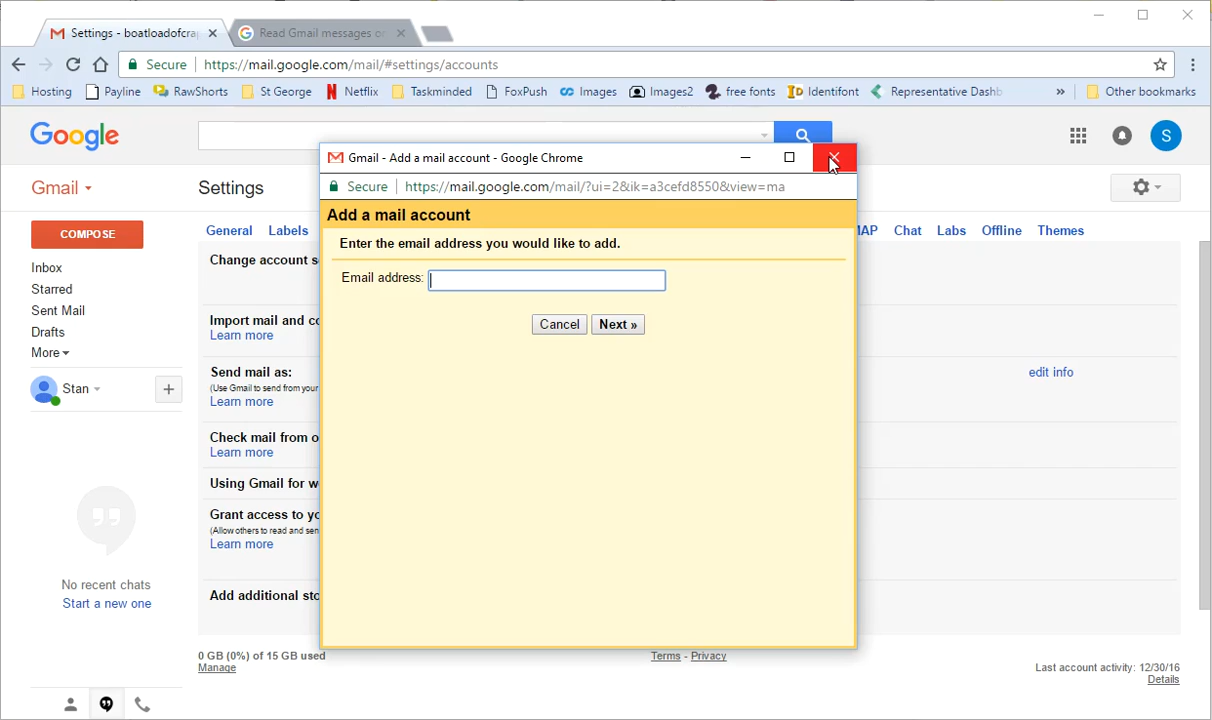 Settings - boatloadofcrap
Read Gmail messages on
Secure https://mail.google.com/mail/#settings/accounts
Hosting Payline RawShorts St George Netflix Taskminded FoxPush Images Images2 free fonts Identifont Representative Dashb » Other bookmarks
Google
S
Gmail - Add a mail account - Google Chrome
Secure https://mail.google.com/mail/?ui=2&ik=a3cefd8550&view=ma
Gmail
Settings
Add a mail account
General Labels
Chat Labs Offline Themes
COMPOSE
Enter the email address you would like to add.
Email address:
Cancel Next »
Inbox
Starred
Sent Mail
Drafts
More
Stan
Change account s
Import mail and co
Learn more
Send mail as:
(Use Gmail to send from your
Learn more
edit info
Check mail from o
Learn more
Using Gmail for w
Grant access to yo
(Allow others to read and sen
Learn more
Add additional sto
No recent chats
Start a new one
0 GB (0%) of 15 GB used
Manage
Terms - Privacy
Last account activity: 12/30/16
Details